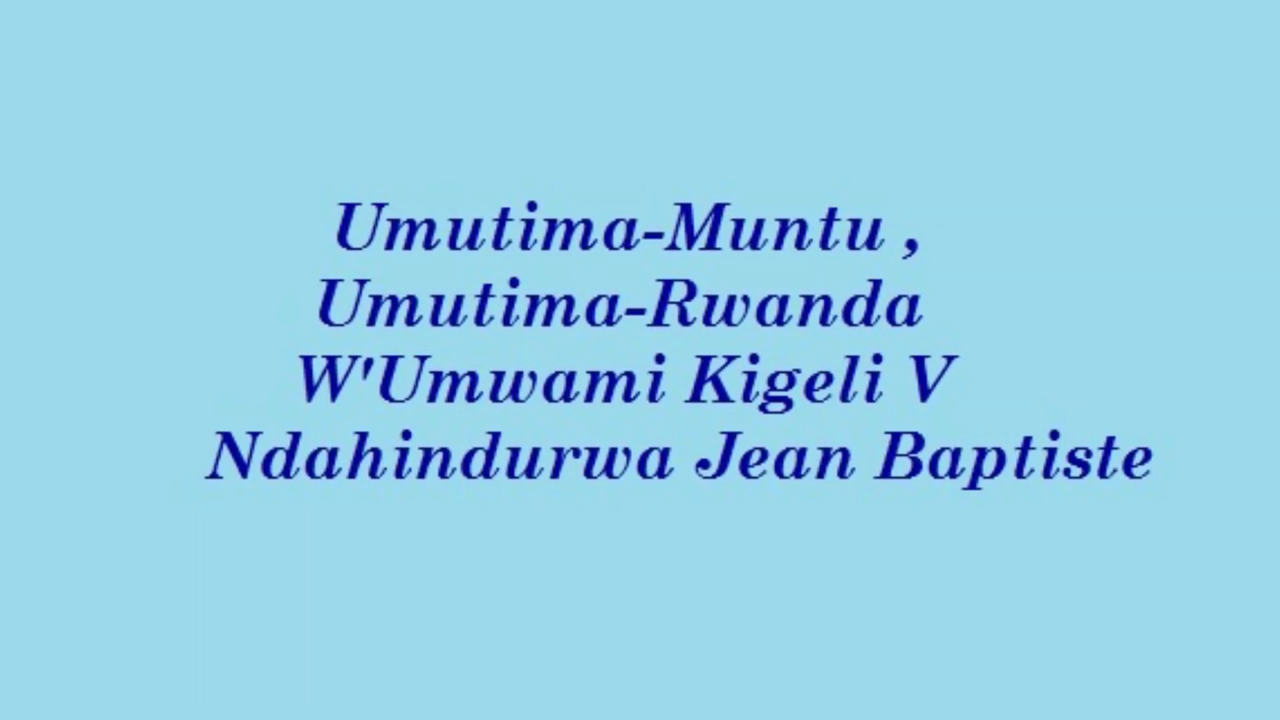 Umutima-Muntu ,
Umutima-Rwanda
W'Umwami Kigeli V
Ndahindurwa Jean Baptiste